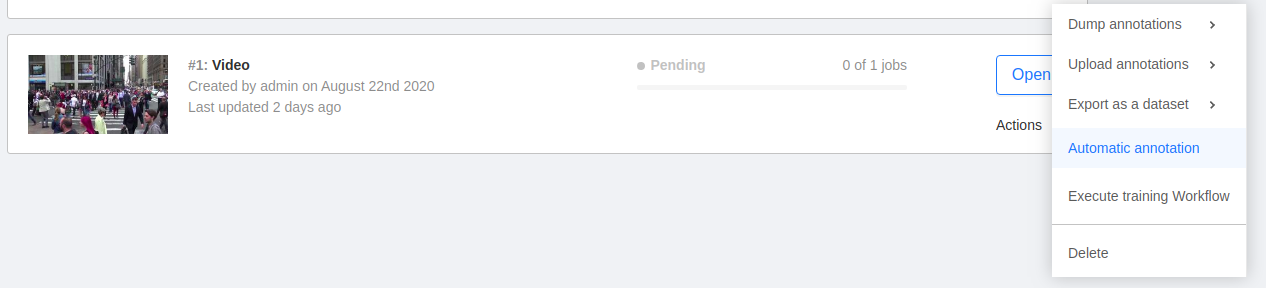 #1: Video
Created by admin on August 22nd 2020
Last updated 2 days ago
Pending
0 of 1 jobs
Open
Actions
Dump annotations
Upload annotations
Export as a dataset
Automatic annotation
Execute training Workflow
Delete